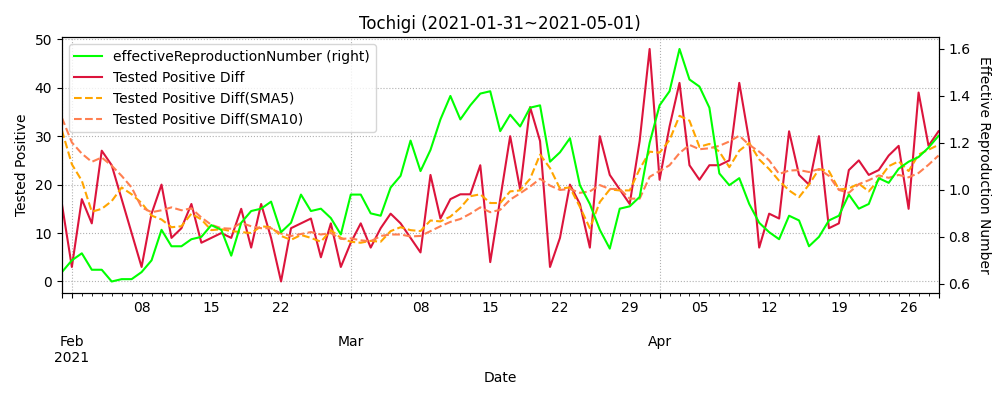 Tochigi (2021-01-31~2021-05-01)
effectiveReproductionNumber (right)
Tested Positive Diff
Tested Positive Diff(SMA5)
Tested Positive Diff(SMA10)
Tested Positive
50
40
30
20
10
0
1.6
1.4
1.2
1.0
0.8
0.6
Effective Reproduction Number
08 15 22 08 15 22 29 05 12 19 26
Feb Mar Apr
2021
Date